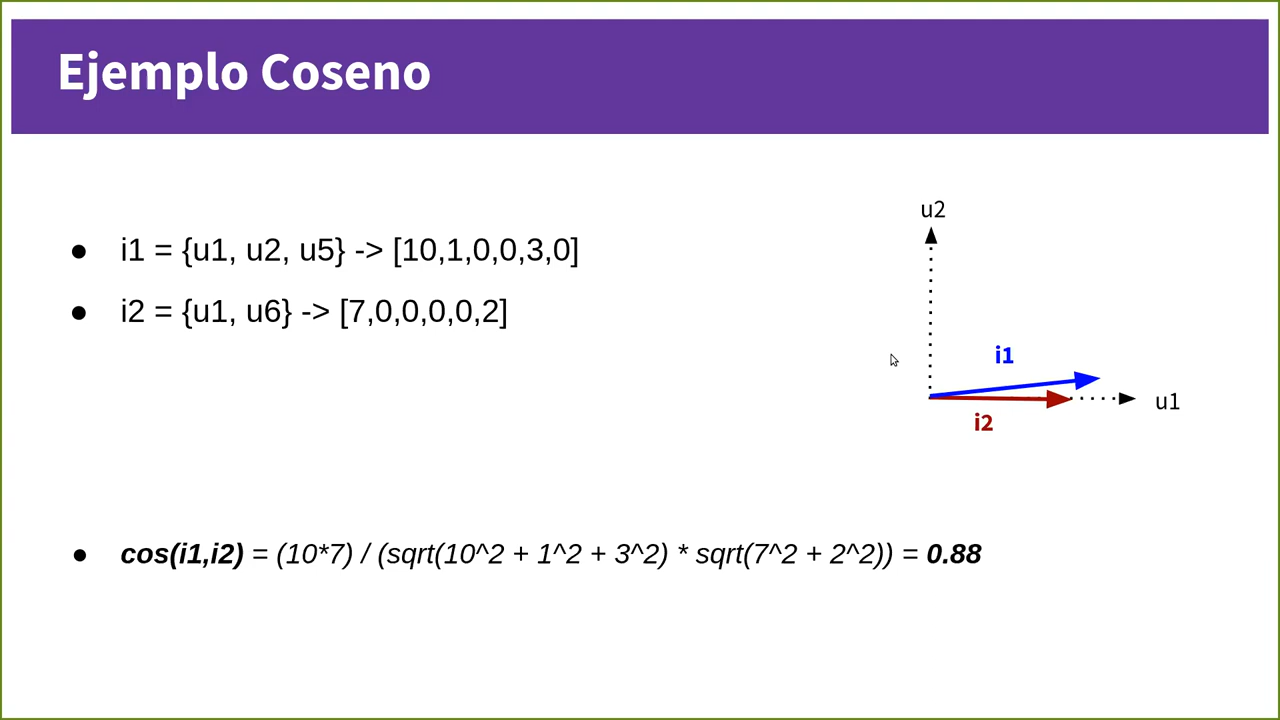 Ejemplo Coseno
● i1 = {u1, u2, u5} -> [10,1,0,0,3,0]
● i2 = {u1, u6} -> [7,0,0,0,0,2]
u2
i1
u1
i2
● cos(i1,i2) = (10*7) / (sqrt(10^2 + 1^2 + 3^2) * sqrt(7^2 + 2^2)) = 0.88